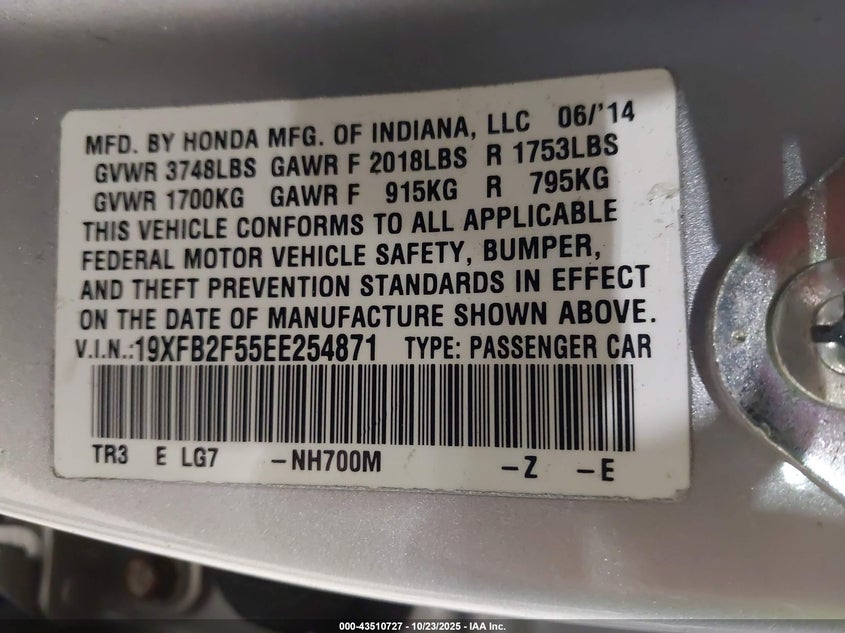 MFD. BY HONDA MFG. OF INDIANA, LLC 06/'14
GVWR 3748LBS GAWR F 2018LBS R 1753LBS
GVWR 1700KG GAWR F 915KG R 795KG
THIS VEHICLE CONFORMS TO ALL APPLICABLE
FEDERAL MOTOR VEHICLE SAFETY, BUMPER,
AND THEFT PREVENTION STANDARDS IN EFFECT
ON THE DATE OF MANUFACTURE SHOWN ABOVE.
V.I.N.:19XFB2F55EE254871 TYPE: PASSENGER CAR
TR3 E LG7 -NH700M -Z -E
000-43510727 - 10/23/2025 - IAA Inc.